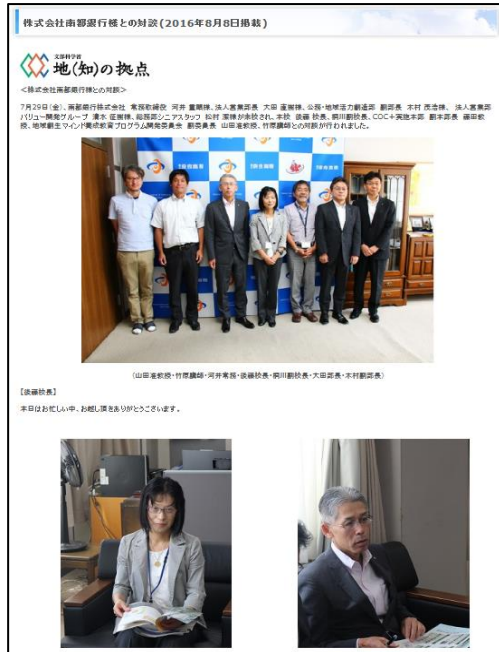 株式会社南都銀行様との対談(2016年8月8日掲載)
文部科学省
地(知)の拠点
＜株式会社南都銀行様との対談＞
7月29日(金)、南都銀行株式会社 常務取締役 河井 重順様、法人営業部長 大田 直樹様、公務・地域活力創造部 副部長 木村 茂浩様、法人営業部
バリュー開発グループ 清水 征樹様、総務部シニアスタッフ 松村 潔様が来校され、本校 後藤 校長、桐川副校長、COC+実施本部 副本部長 藤田教
授、地域創生マインド養成教育プログラム開発委員会 副委員長 山田准教授、竹原講師との対談が行われました。
(山田准教授・竹原講師・河井常務・後藤校長・桐川副校長・大田部長・木村副部長)
【後藤校長】
本日はお忙しい中、お越し頂きありがとうございます。